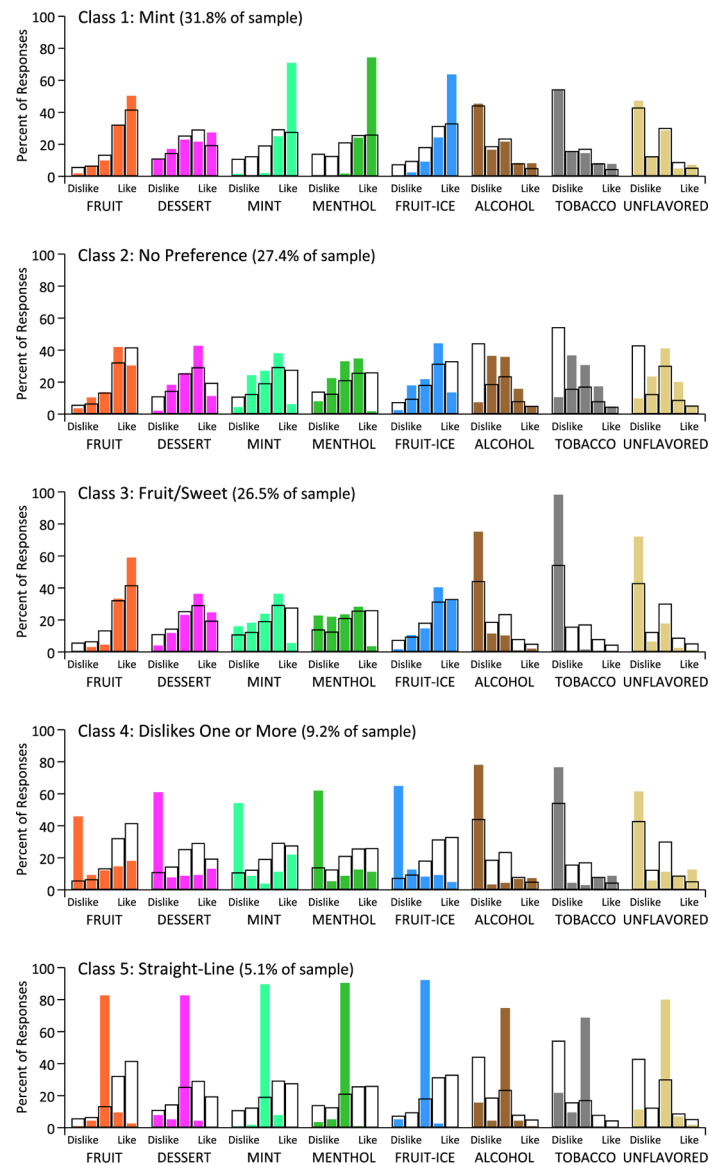 Class 1: Mint (31.8% of sample)
Percent of Responses
100
80
60
40
20
0
Dislike Like Dislike Like Dislike Like Dislike Like Dislike Like Dislike Like Dislike Like Dislike Like
FRUIT DESSERT MINT MENTHOL FRUIT-ICE ALCOHOL TOBACCO UNFLAVORED
Class 2: No Preference (27.4% of sample)
Percent of Responses
100
80
60
40
20
0
Dislike Like Dislike Like Dislike Like Dislike Like Dislike Like Dislike Like Dislike Like Dislike Like
FRUIT DESSERT MINT MENTHOL FRUIT-ICE ALCOHOL TOBACCO UNFLAVORED
Class 3: Fruit/Sweet (26.5% of sample)
Percent of Responses
100
80
60
40
20
0
Dislike Like Dislike Like Dislike Like Dislike Like Dislike Like Dislike Like Dislike Like Dislike Like
FRUIT DESSERT MINT MENTHOL FRUIT-ICE ALCOHOL TOBACCO UNFLAVORED
Class 4: Dislikes One or More (9.2% of sample)
Percent of Responses
100
80
60
40
20
0
Dislike Like Dislike Like Dislike Like Dislike Like Dislike Like Dislike Like Dislike Like Dislike Like
FRUIT DESSERT MINT MENTHOL FRUIT-ICE ALCOHOL TOBACCO UNFLAVORED
Class 5: Straight-Line (5.1% of sample)
Percent of Responses
100
80
60
40
20
0
Dislike Like Dislike Like Dislike Like Dislike Like Dislike Like Dislike Like Dislike Like Dislike Like
FRUIT DESSERT MINT MENTHOL FRUIT-ICE ALCOHOL TOBACCO UNFLAVORED